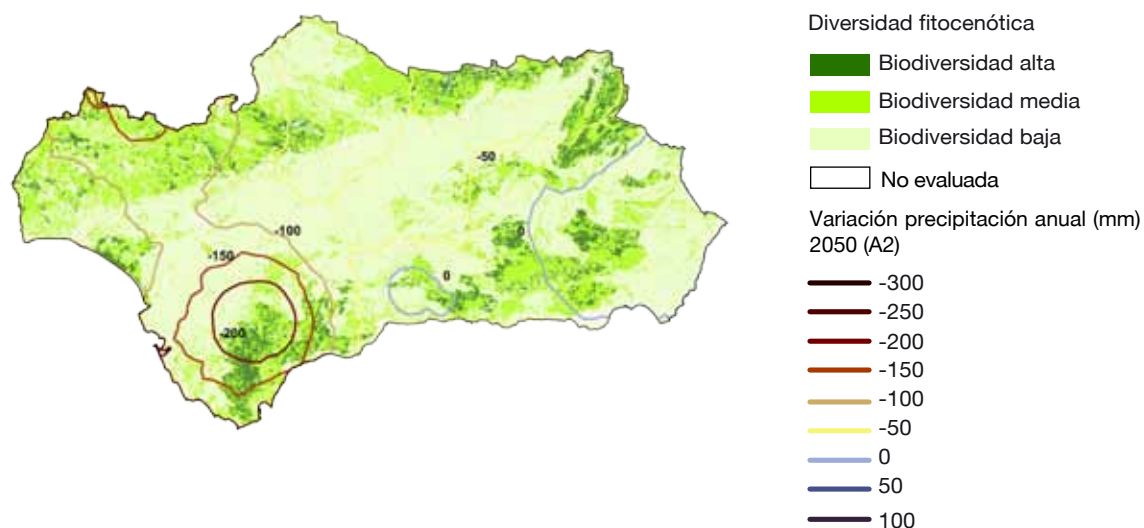 Diversidad fitocenótica
Biodiversidad alta
Biodiversidad media
Biodiversidad baja
No evaluada
Variación precipitación anual (mm)
2050 (A2)
-300
-250
-200
-150
-100
-50
0
50
100
-50
-100
0
-150
0
-200